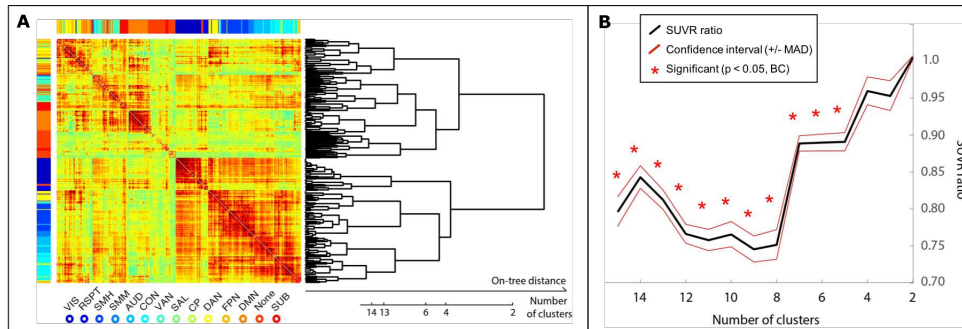 A
VIS
RSPT
SMH
SMM
AUD
CON
VAN
SAL
CP
DAN
FPN
DMN
None
SUB
On-tree distance
Number
of clusters
14 13 6 4 2
B
SUVR ratio
Confidence interval (+/- MAD)
* Significant (p < 0.05, BC)
1.0
0.95
0.90
0.85
0.80
0.75
0.70
SUVR ratio
14 12 10 8 6 4 2
Number of clusters